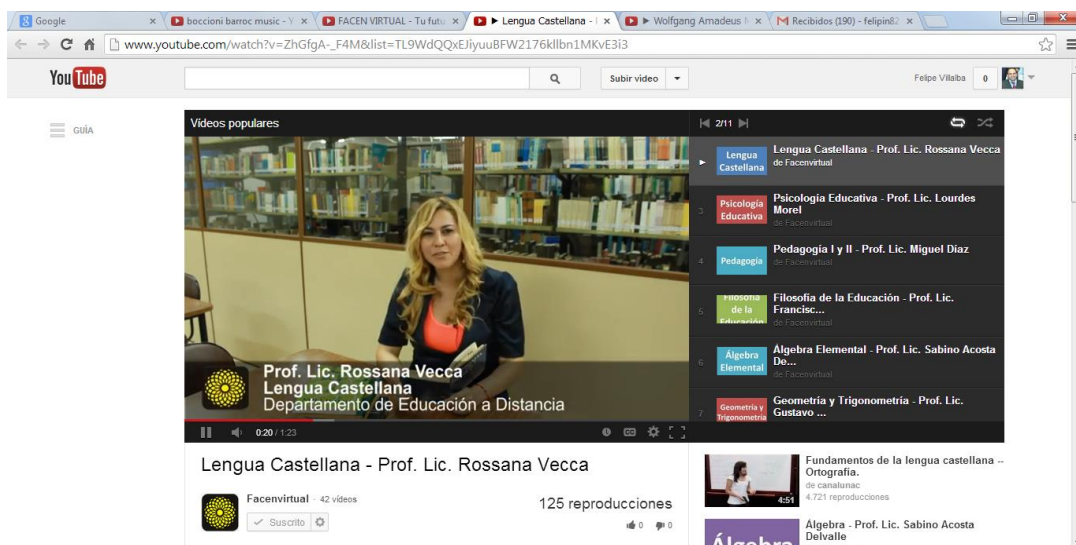 Google
boccioni barroc music - Y
FACEN VIRTUAL - Tu futu
Lengua Castellana - 
Wolfgang Amadeus
Recibidos (190) - felipin82
www.youtube.com/watch?v=ZhGfgA-_F4M&list=TL9WdQQxEJiyuuBFW2176kllbn1MKvE3i3
YouTube
Subir video
Felipe Villalba
0
GUÍA
Vídeos populares
2/11
Lengua Castellana
Lengua Castellana - Prof. Lic. Rossana Vecca
de Facenvirtual
3
Psicología Educativa
Psicología Educativa - Prof. Lic. Lourdes
Morel
de Facenvirtual
4
Pedagogía
Pedagogía I y II - Prof. Lic. Miguel Díaz
de Facenvirtual
5
Filosofía de la Educación
Filosofía de la Educación - Prof. Lic.
Francisc...
de Facenvirtual
6
Álgebra Elemental
Álgebra Elemental - Prof. Lic. Sabino Acosta
De...
de Facenvirtual
7
Geometría y Trigonometría
Geometría y Trigonometría - Prof. Lic.
Gustavo ...
Prof. Lic. Rossana Vecca
Lengua Castellana
Departamento de Educación a Distancia
0:20 / 1:23
CC
Lengua Castellana - Prof. Lic. Rossana Vecca
Facenvirtual · 42 vídeos
Suscrito
125 reproducciones
0 0
4:51
Fundamentos de la lengua castellana --
Ortografia.
de canalunac
4.721 reproducciones
Álgebra
Álgebra - Prof. Lic. Sabino Acosta
Delvalle